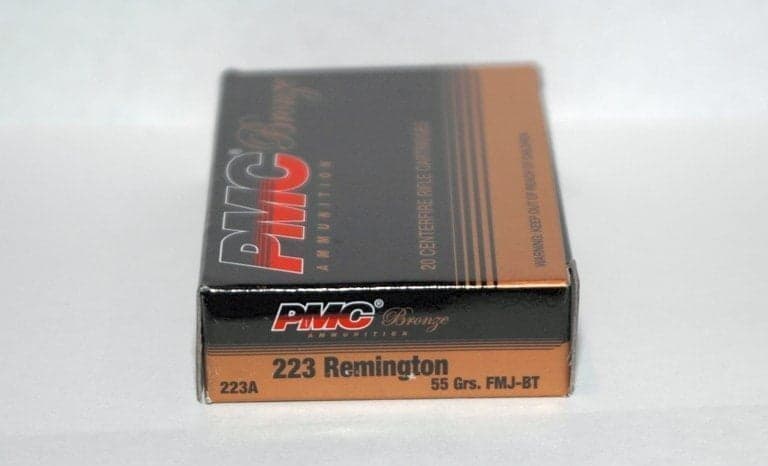 PMC® Bronze
AMMUNITION
20 CENTERFIRE RIFLE CARTRIDGES
WARNING: KEEP OUT OF REACH OF CHILDREN
PMC® Bronze
AMMUNITION
223 Remington
223A
55 Grs. FMJ-BT